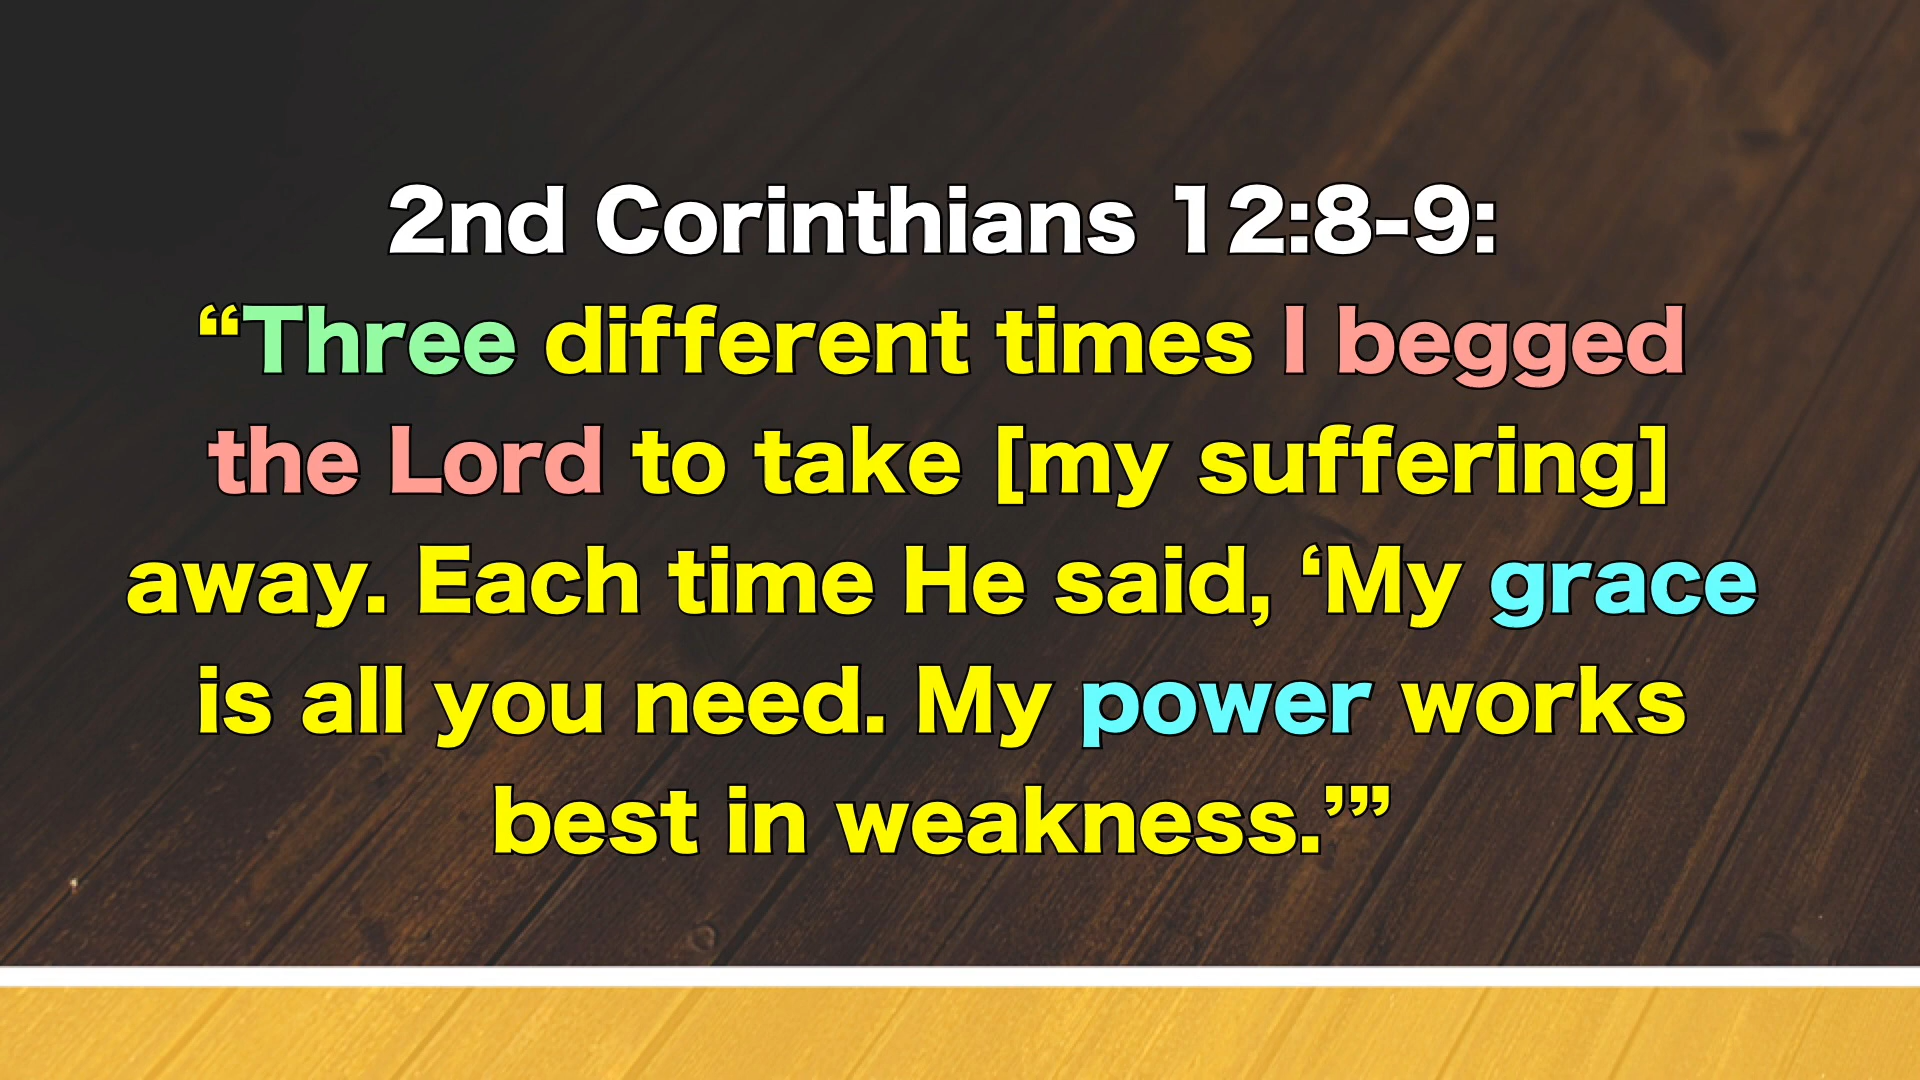 2nd Corinthians 12:8-9:
“Three different times I begged
the Lord to take [my suffering]
away. Each time He said, ‘My grace
is all you need. My power works
best in weakness.’”